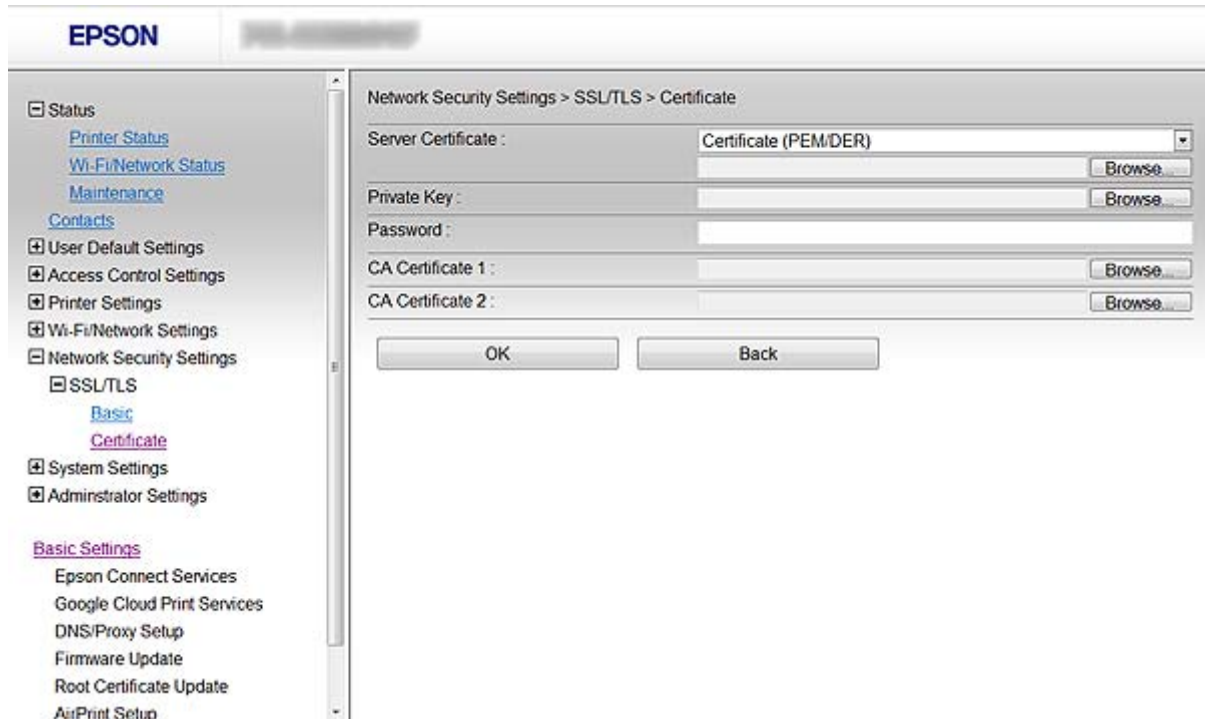 EPSON
Status
Printer Status
Wi-Fi/Network Status
Maintenance
Contacts
User Default Settings
Access Control Settings
Printer Settings
Wi-Fi/Network Settings
Network Security Settings
SSL/TLS
Basic
Certificate
System Settings
Adminstrator Settings
Basic Settings
Epson Connect Services
Google Cloud Print Services
DNS/Proxy Setup
Firmware Update
Root Certificate Update
AirPrint Setup
Network Security Settings > SSL/TLS > Certificate
Server Certificate : Certificate (PEM/DER)
Browse...
Private Key : Browse...
Password :
CA Certificate 1 : Browse...
CA Certificate 2 : Browse...
OK Back